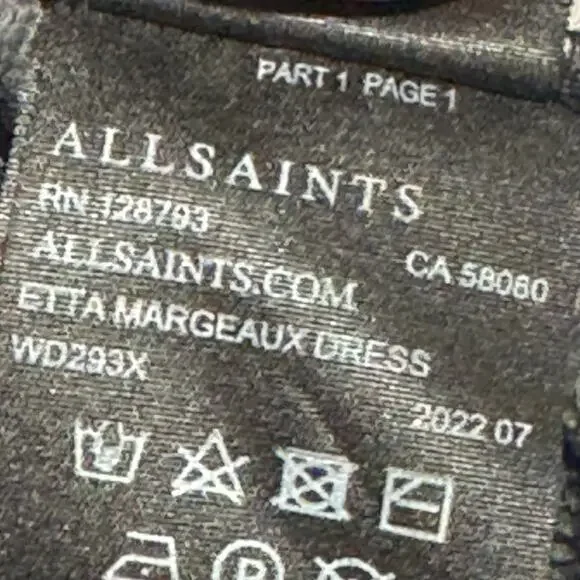 PART 1 PAGE 1
ALLSAINTS
RN 128793
CA 58060
ALLSAINTS.COM
ETTA MARGEAUX DRESS
WD293X
2022 07
P